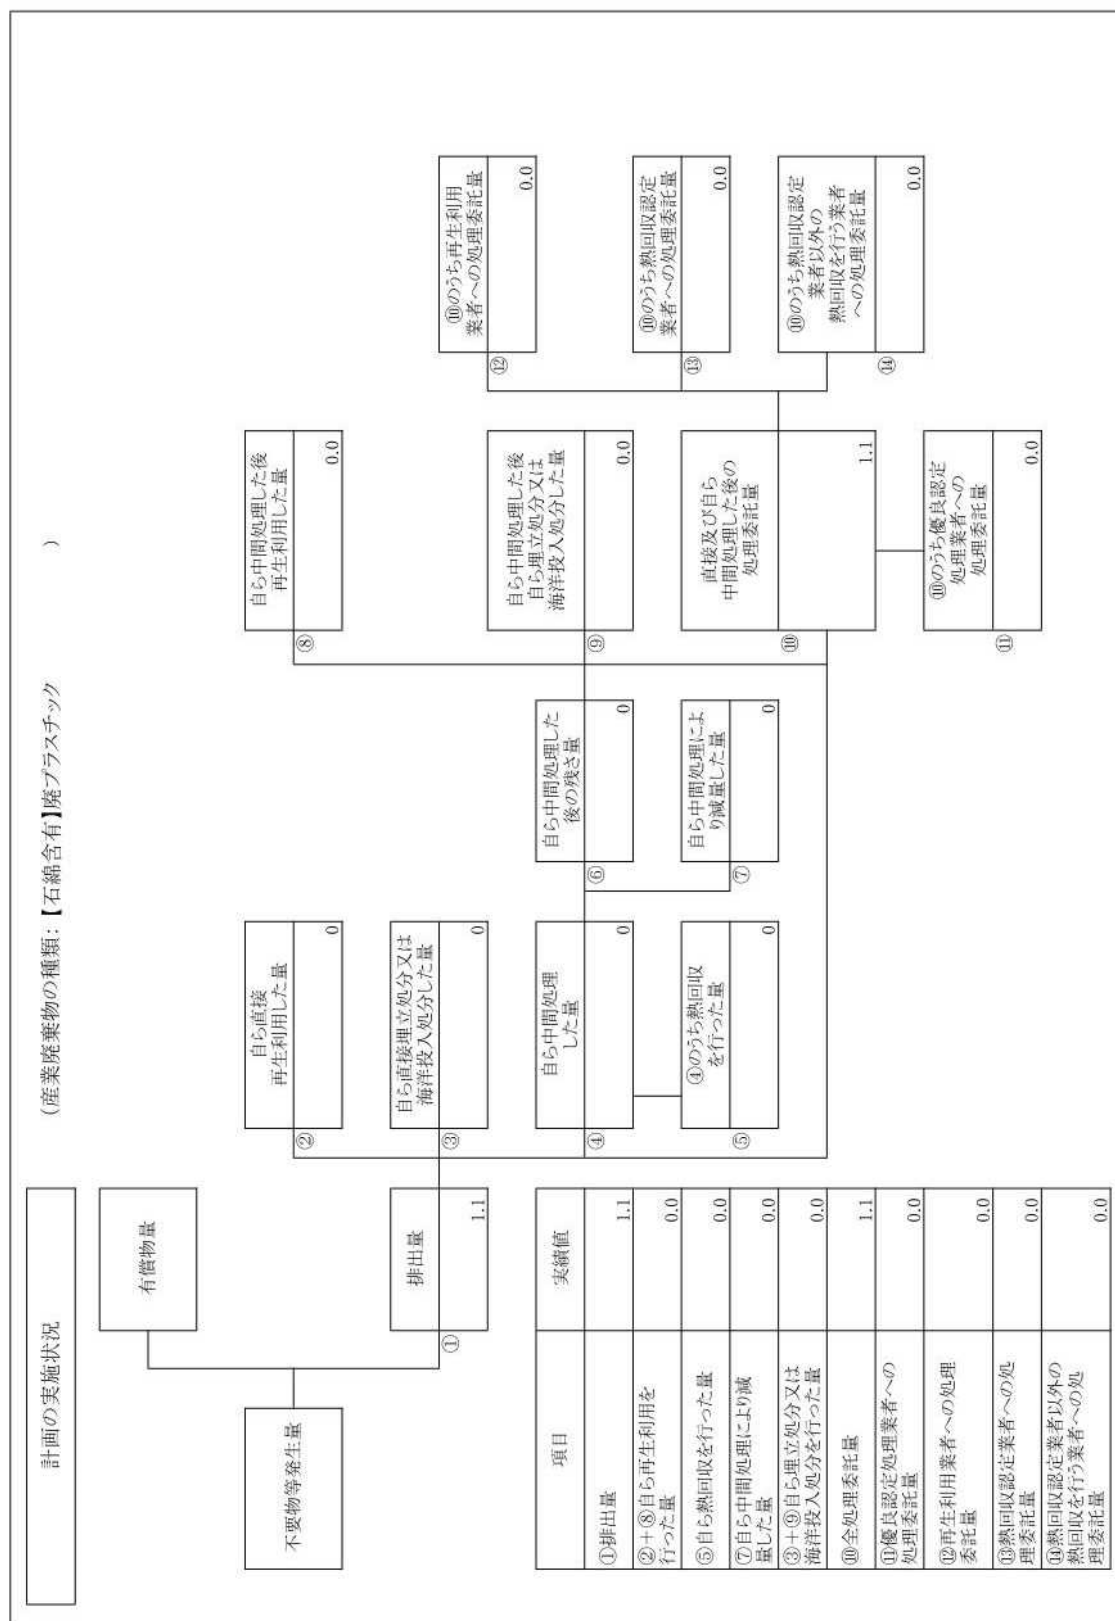 計画の実施状況
(産業廃棄物の種類:【石綿含有】廃プラスチック )
不要物等発生量
有償物量
①
排出量
1.1
②
自ら直接
再生利用した量
0
③
自ら直接埋立処分又は
海洋投入処分した量
0
④
自ら中間処理
した量
0
⑤
④のうち熱回収
を行った量
0
⑥
自ら中間処理した
後の残さ量
0
⑦
自ら中間処理によ
り減量した量
0
⑧
自ら中間処理した後
再生利用した量
0.0
⑨
自ら中間処理した後
自ら埋立処分又は
海洋投入処分した量
0.0
⑩
直接及び自ら
中間処理した後の
処理委託量
1.1
⑪
⑩のうち優良認定
処理業者への
処理委託量
0.0
⑫
⑩のうち再生利用
業者への処理委託量
0.0
⑬
⑩のうち熱回収認定
業者への処理委託量
0.0
⑭
⑩のうち熱回収認定
業者以外の
熱回収を行う業者
への処理委託量
0.0
項目 実績値
①排出量 1.1
②+⑧自ら再生利用を
行った量 0.0
⑤自ら熱回収を行った量 0.0
⑦自ら中間処理により減
量した量 0.0
③+⑨自ら埋立処分又は
海洋投入処分を行った量 0.0
⑩全処理委託量 1.1
⑪優良認定処理業者への
処理委託量 0.0
⑫再生利用業者への処理
委託量 0.0
⑬熱回収認定業者への処
理委託量 0.0
⑭熱回収認定業者以外の
熱回収を行う業者への処
理委託量 0.0